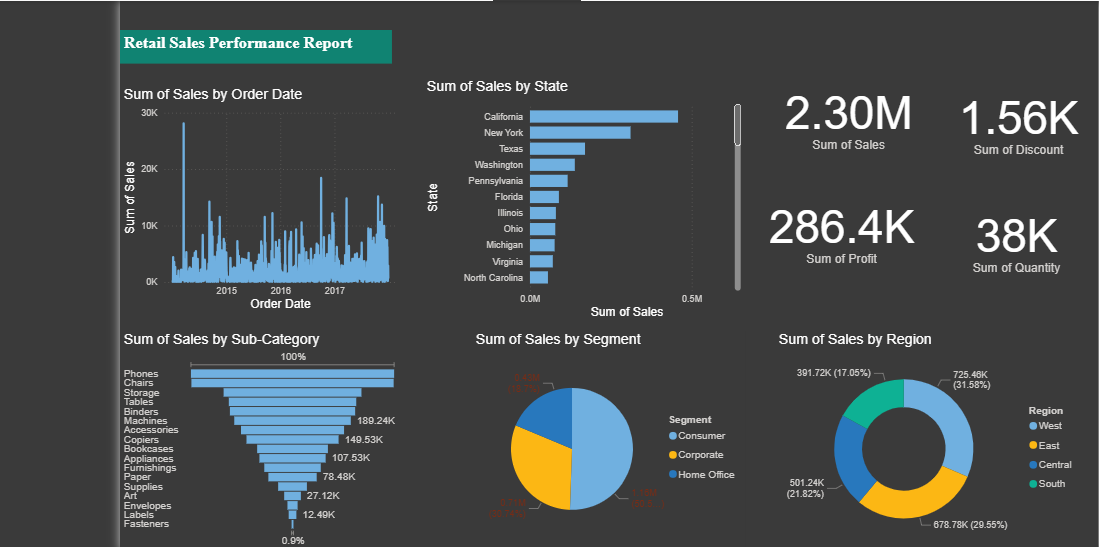 Retail Sales Performance Report
Sum of Sales by Order Date
30K
20K
10K
0K
Sum of Sales
2015
2016
2017
Order Date
Sum of Sales by State
State
California
New York
Texas
Washington
Pennsylvania
Florida
Illinois
Ohio
Michigan
Virginia
North Carolina
0.0M
0.5M
Sum of Sales
2.30M
Sum of Sales
1.56K
Sum of Discount
286.4K
Sum of Profit
38K
Sum of Quantity
Sum of Sales by Sub-Category
100%
Phones
Chairs
Storage
Tables
Binders
Machines
189.24K
Accessories
Copiers
149.53K
Bookcases
Appliances
107.53K
Furnishings
Paper
78.48K
Supplies
Art
27.12K
Envelopes
Labels
12.49K
Fasteners
0.9%
Sum of Sales by Segment
Segment
Consumer
Corporate
Home Office
Sum of Sales by Region
391.72K (17.05%)
725.46K
(31.58%)
501.24K
(21.82%)
678.78K (29.55%)
Region
West
East
Central
South